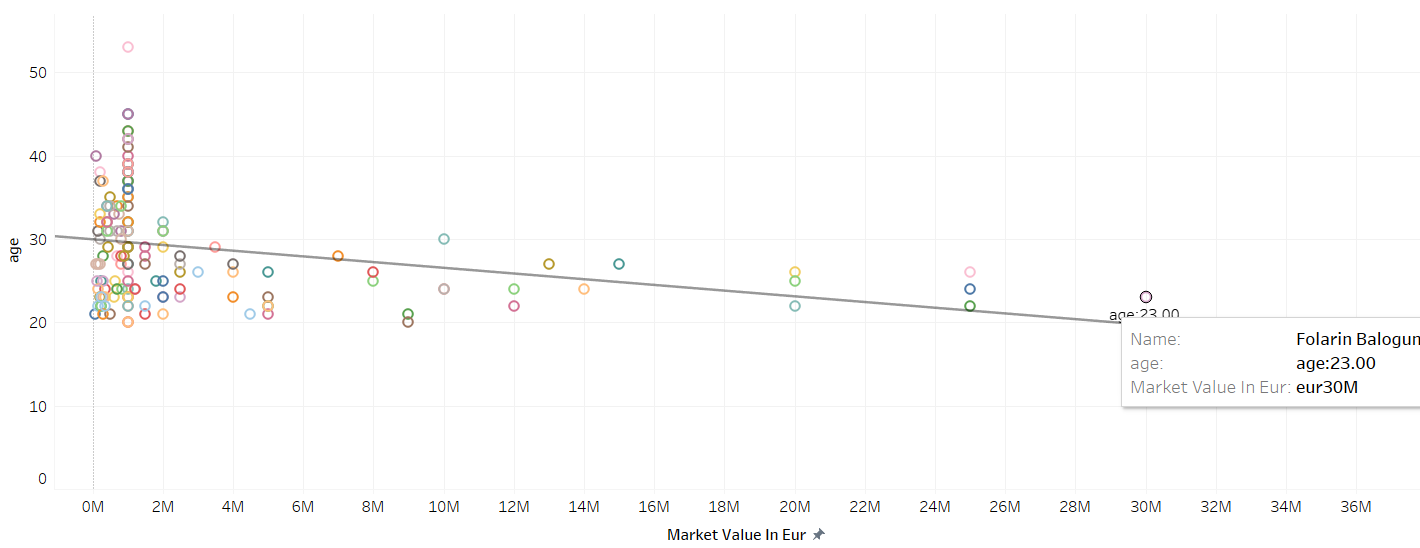 50
40
age
30
20
10
0
age:23.00
Name: Folarin Balogun
age: age:23.00
Market Value In Eur: eur30M
0M 2M 4M 6M 8M 10M 12M 14M 16M 18M 20M 22M 24M 26M 28M 30M 32M 34M 36M
Market Value In Eur